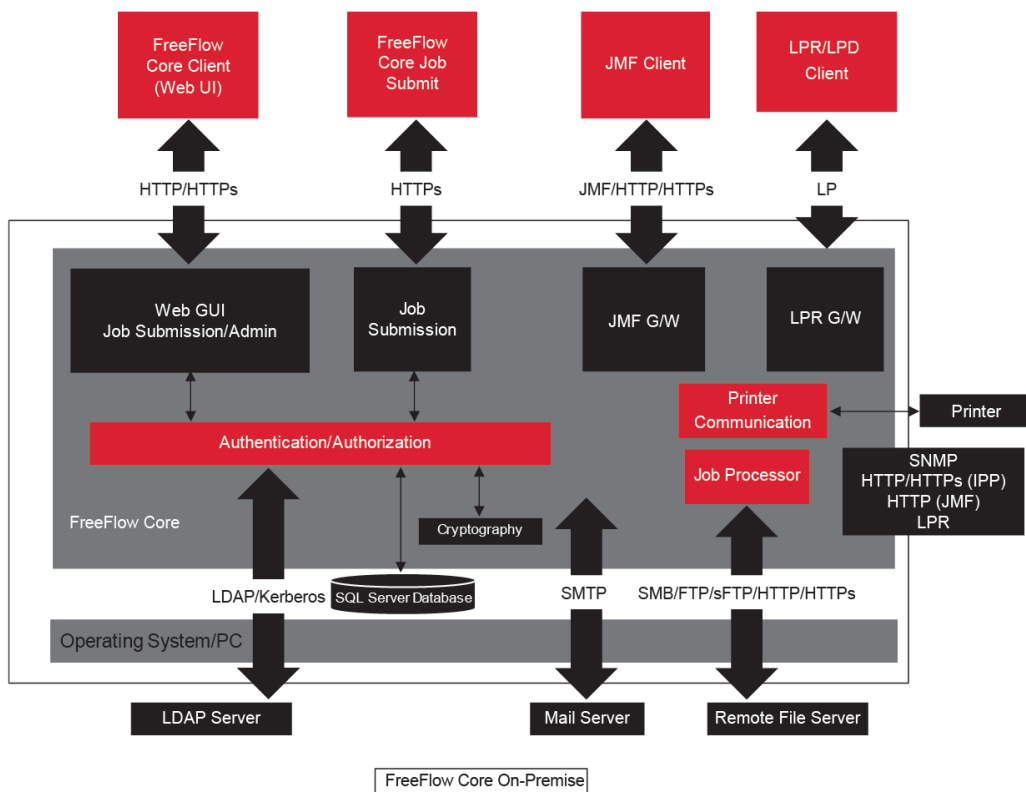 FreeFlow
Core Client
(Web UI)
FreeFlow
Core Job
Submit
JMF Client
LPR/LPD
Client
HTTP/HTTPs
HTTPs
JMF/HTTP/HTTPs
LP
Web GUI
Job Submission/Admin
Job
Submission
JMF G/W
LPR G/W
Printer
Communication
Printer
Authentication/Authorization
Job Processor
SNMP
HTTP/HTTPs (IPP)
HTTP (JMF)
LPR
FreeFlow Core
Cryptography
LDAP/Kerberos
SQL Server Database
SMTP
SMB/FTP/sFTP/HTTP/HTTPs
Operating System/PC
LDAP Server
Mail Server
Remote File Server
FreeFlow Core On-Premise